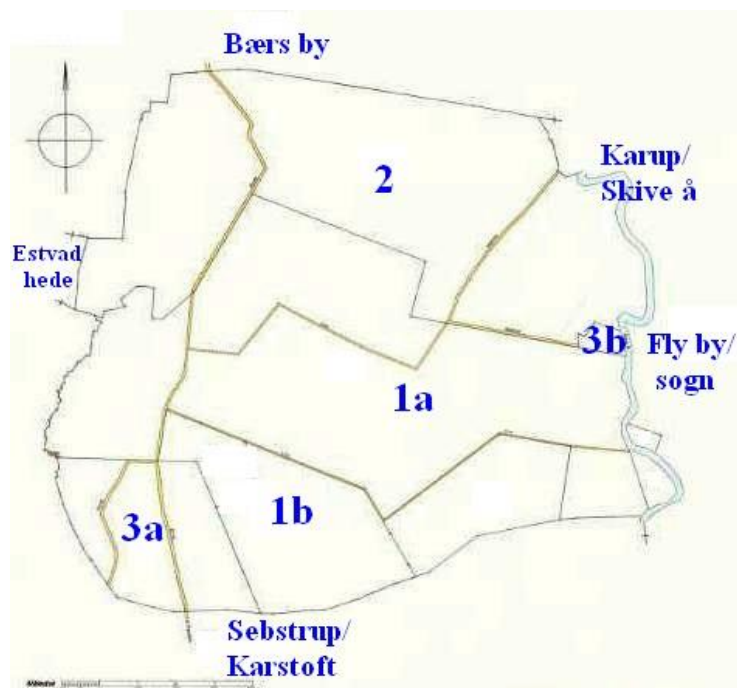 Bærs by
2
Karup/
Skive å
Estvad
hede
3b
Fly by/
sogn
1a
1b
3a
Sebstrup/
Karstoft